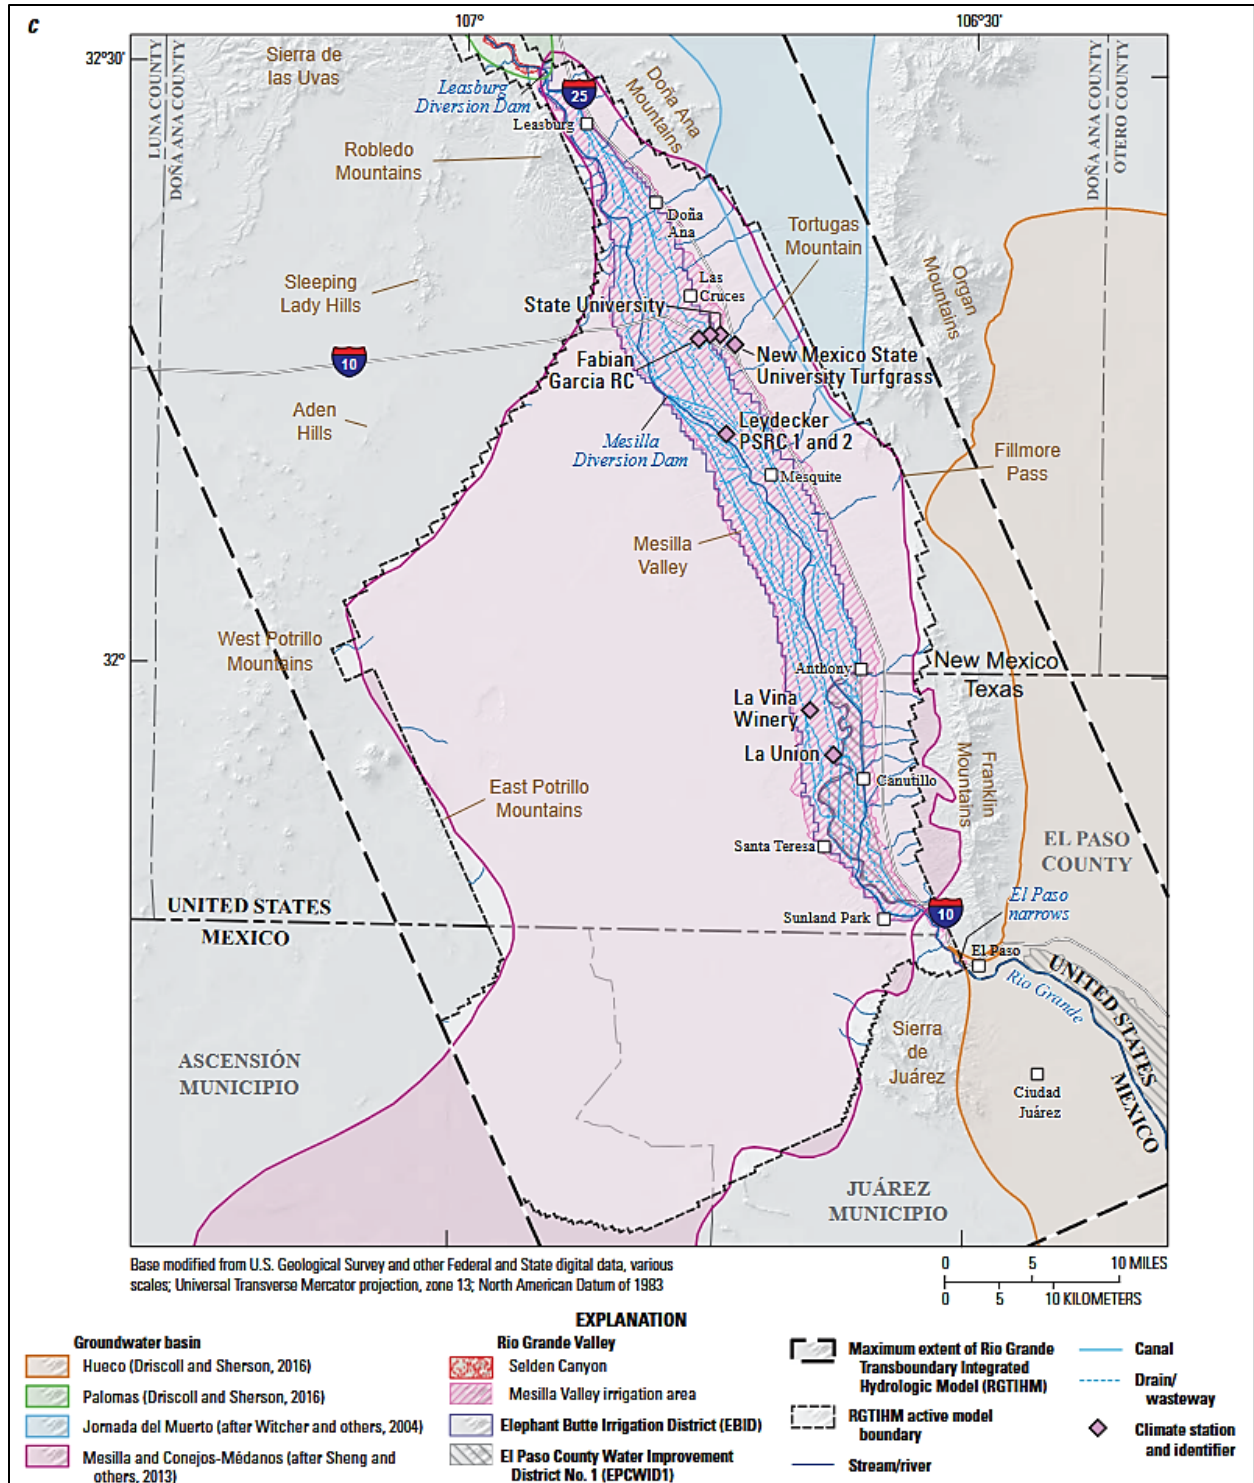 C
107°
106°30'
32°30'
Sierra de
las Uvas
LUNA COUNTY
DOÑA ANA COUNTY
Leasburg
Diversion Dam
25
Leasburg
Doña Ana
Mountains
DOÑA ANA COUNTY
OTERO COUNTY
Robledo
Mountains
Doña
Ana
Tortugas
Mountain
Organ
Mountains
Sleeping
Lady Hills
Las
Cruces
State University
10
Fabian
Garcia RC
New Mexico State
University Turfgrass
Aden
Hills
Mesilla
Diversion Dam
Leydecker
PSRC 1 and 2
Fillmore
Pass
Mesquite
Mesilla
Valley
West Potrillo
Mountains
32°
Anthony
New Mexico
Texas
La Vina
Winery
La Union
Franklin
Mountains
Canutillo
East Potrillo
Mountains
Santa Teresa
EL PASO
COUNTY
UNITED STATES
MEXICO
Sunland Park
10
El Paso
narrows
El Paso
Rio Grande
UNITED STATES
MEXICO
ASCENSIÓN
MUNICIPIO
Sierra
de
Juárez
Ciudad
Juárez
JUÁREZ
MUNICIPIO
Base modified from U.S. Geological Survey and other Federal and State digital data, various
scales; Universal Transverse Mercator projection, zone 13; North American Datum of 1983
0 5 10 MILES
0 5 10 KILOMETERS
EXPLANATION
Groundwater basin
Hueco (Driscoll and Sherson, 2016)
Palomas (Driscoll and Sherson, 2016)
Jornada del Muerto (after Witcher and others, 2004)
Mesilla and Conejos-Médanos (after Sheng and
others, 2013)
Rio Grande Valley
Selden Canyon
Mesilla Valley irrigation area
Elephant Butte Irrigation District (EBID)
El Paso County Water Improvement
District No. 1 (EPCWID1)
Maximum extent of Rio Grande
Transboundary Integrated
Hydrologic Model (RGTIHM)
RGTIHM active model
boundary
Stream/river
Canal
Drain/
wasteway
Climate station
and identifier